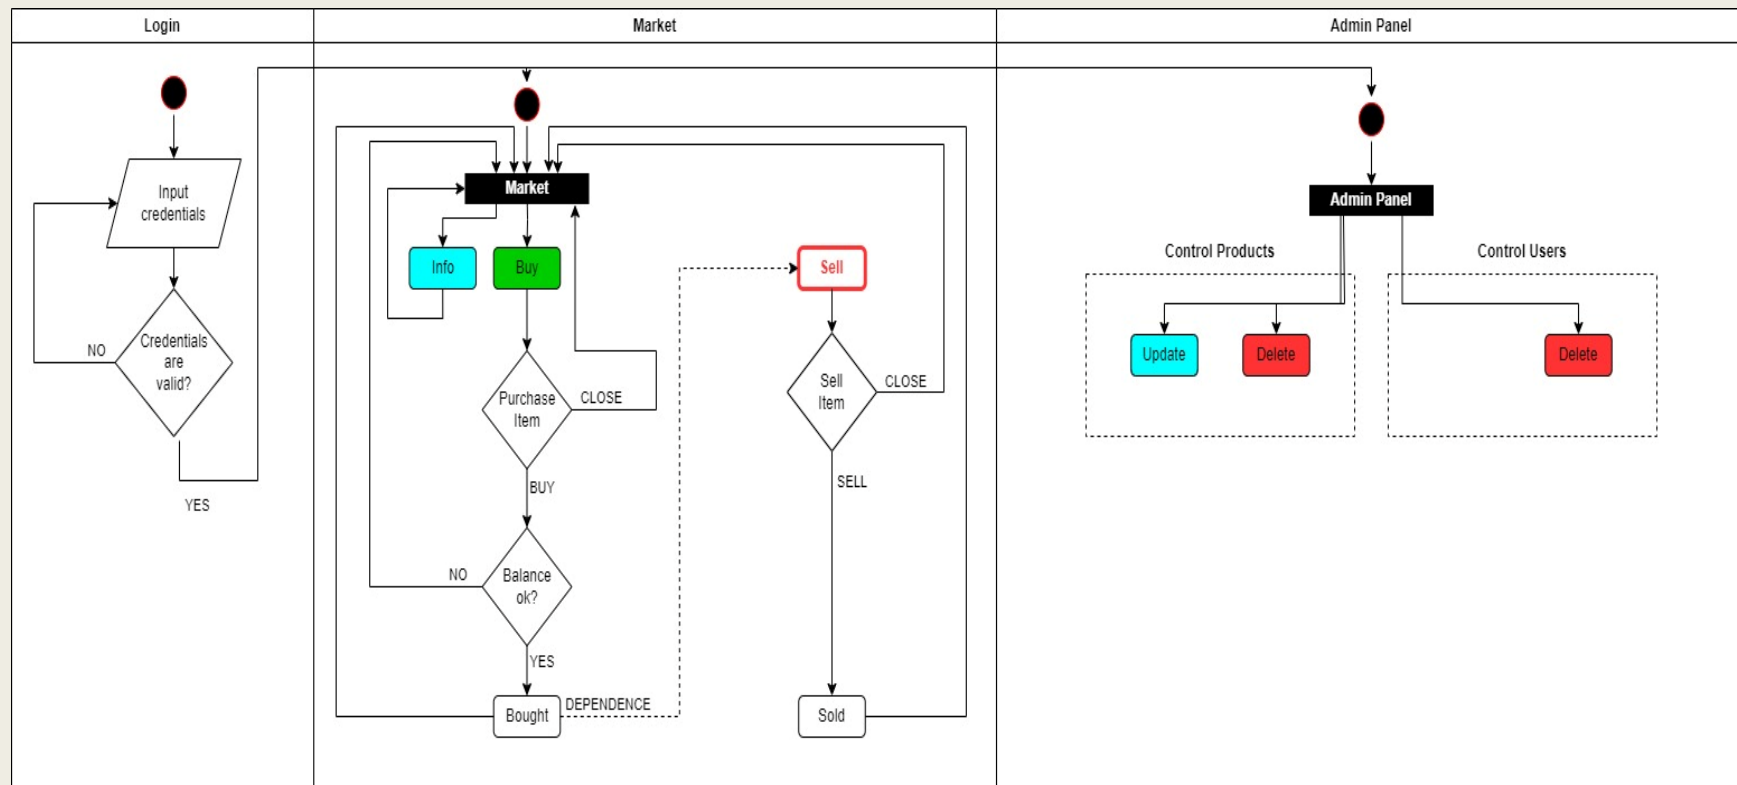 Login
Market
Admin Panel
Input
credentials
Credentials
are
valid?
NO
YES
Market
Info
Buy
Purchase
Item
CLOSE
BUY
Balance
ok?
NO
YES
Bought
DEPENDENCE
Sell
Sell
Item
CLOSE
SELL
Sold
Admin Panel
Control Products
Update
Delete
Control Users
Delete